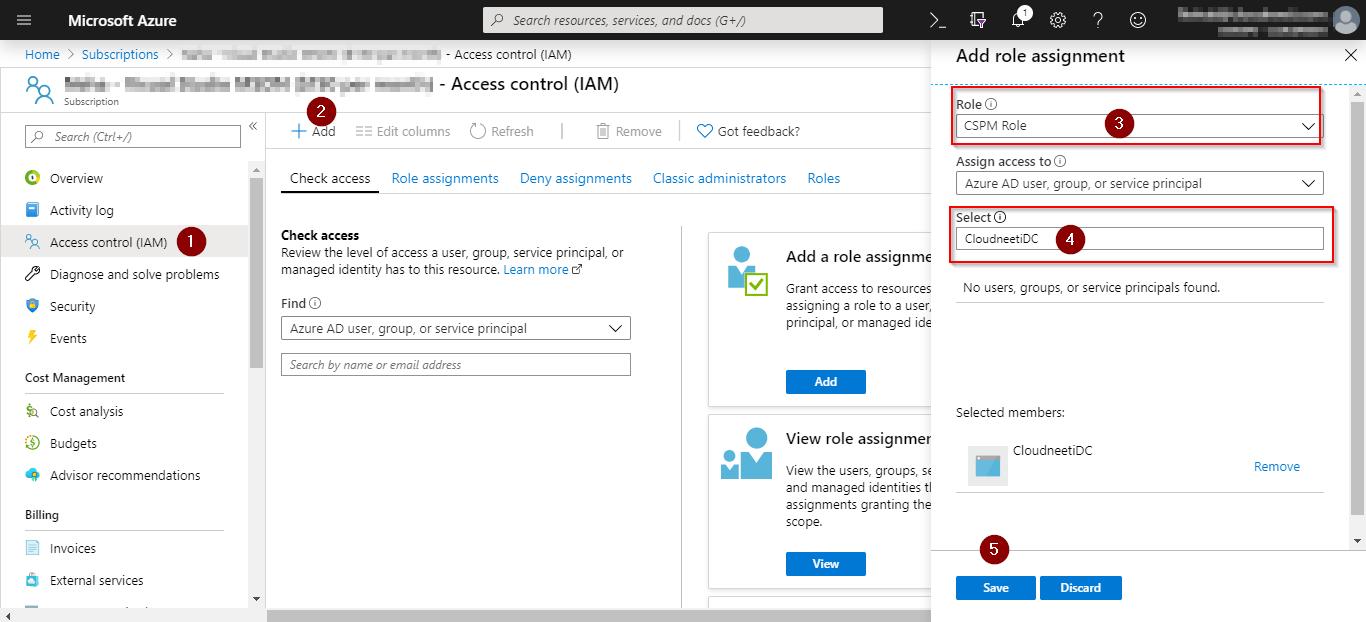 Microsoft Azure
Search resources, services, and docs (G+/)
1
Home > Subscriptions > - Access control (IAM)
- Access control (IAM)
Subscription
2
Search (Ctrl+/)
Add
Edit columns
Refresh
Remove
Got feedback?
Overview
Activity log
Access control (IAM)
1
Diagnose and solve problems
Security
Events
Cost Management
Cost analysis
Budgets
Advisor recommendations
Billing
Invoices
External services
Check access
Role assignments
Deny assignments
Classic administrators
Roles
Check access
Review the level of access a user, group, service principal, or
managed identity has to this resource. Learn more
Find
Azure AD user, group, or service principal
Search by name or email address
Add a role assignme
Grant access to resources
assigning a role to a user,
principal, or managed ide
Add
View role assignmen
View the users, groups, se
and managed identities th
assignments granting the
scope.
View
Add role assignment
Role
CSPM Role
3
Assign access to
Azure AD user, group, or service principal
Select
CloudneetiDC
4
No users, groups, or service principals found.
Selected members:
CloudneetiDC
Remove
5
Save
Discard